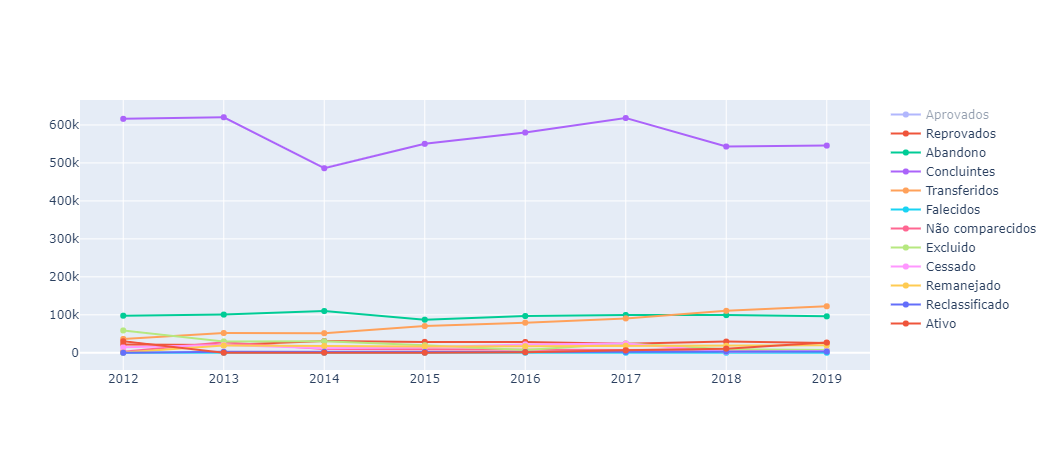 600k
500k
400k
300k
200k
100k
0
2012 2013 2014 2015 2016 2017 2018 2019
Aprovados
Reprovados
Abandono
Concluintes
Transferidos
Falecidos
Não comparecidos
Excluido
Cessado
Remanejado
Reclassificado
Ativo